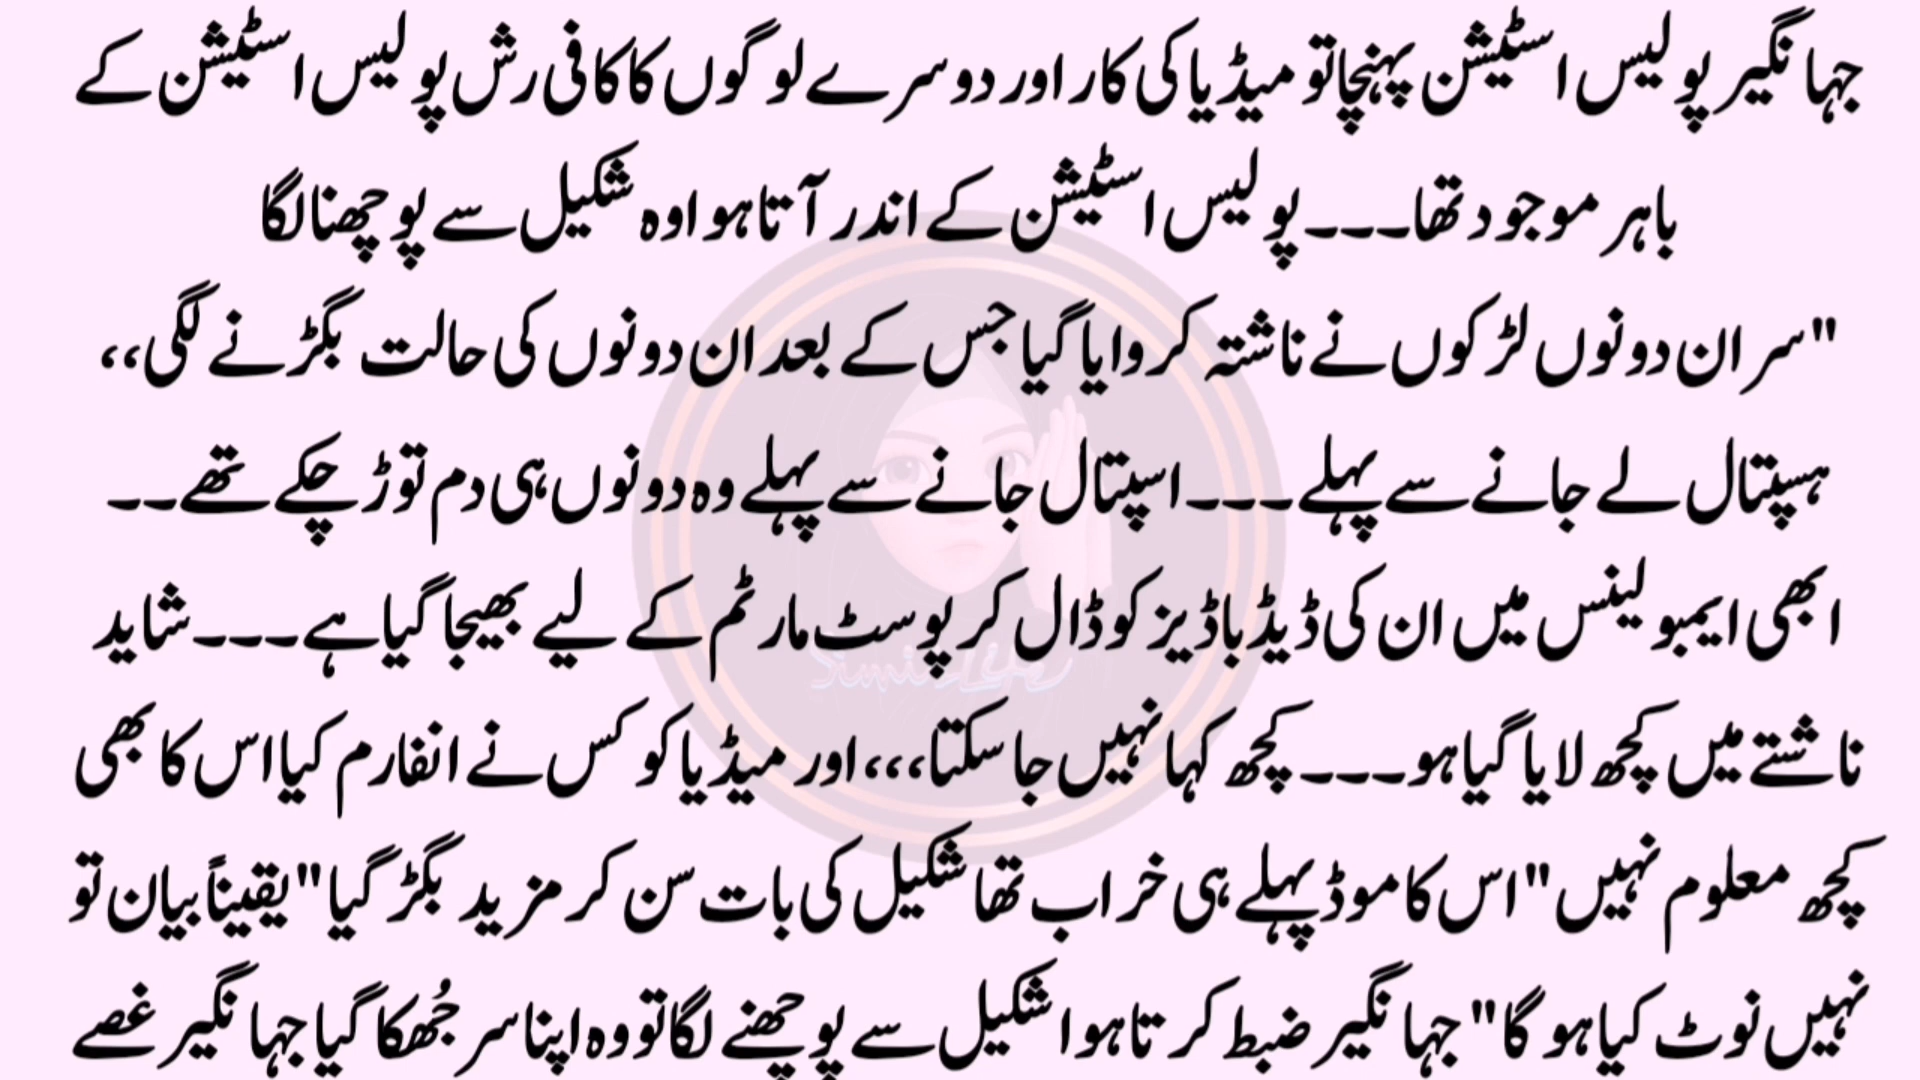 جہانگیر پولیس اسٹیشن پہنچا تو میڈیا کی کار اور دوسرے لوگوں کا کافی رش پولیس اسٹیشن کے
باہر موجود تھا۔۔۔ پولیس اسٹیشن کے اندر آتا ہوا وہ شکیل سے پوچھنا لگا
"سر ان دونوں لڑکوں نے ناشتہ کروایا گیا جس کے بعد ان دونوں کی حالت بگڑنے لگی،،
ہسپتال لے جانے سے پہلے۔۔۔ اسپتال جانے سے پہلے وہ دونوں ہی دم توڑ چکے تھے۔۔
ابھی ایمبولینس میں ان کی ڈیڈ باڈیز کو ڈال کر پوسٹ مارٹم کے لیے بھیجا گیا ہے۔۔۔ شاید
ناشتے میں کچھ لایا گیا ہو۔۔۔ کچھ کہا نہیں جا سکتا،،، اور میڈیا کو کس نے انفارم کیا اس کا بھی
کچھ معلوم نہیں" اس کا موڈ پہلے ہی خراب تھا شکیل کی بات سن کر مزید بگڑ گیا "یقیناً بیان تو
نہیں نوٹ کیا ہو گا" جہانگیر ضبط کرتا ہوا شکیل سے پوچھنے لگا تو وہ اپنا سر جُھکا گیا جہانگیر غصے